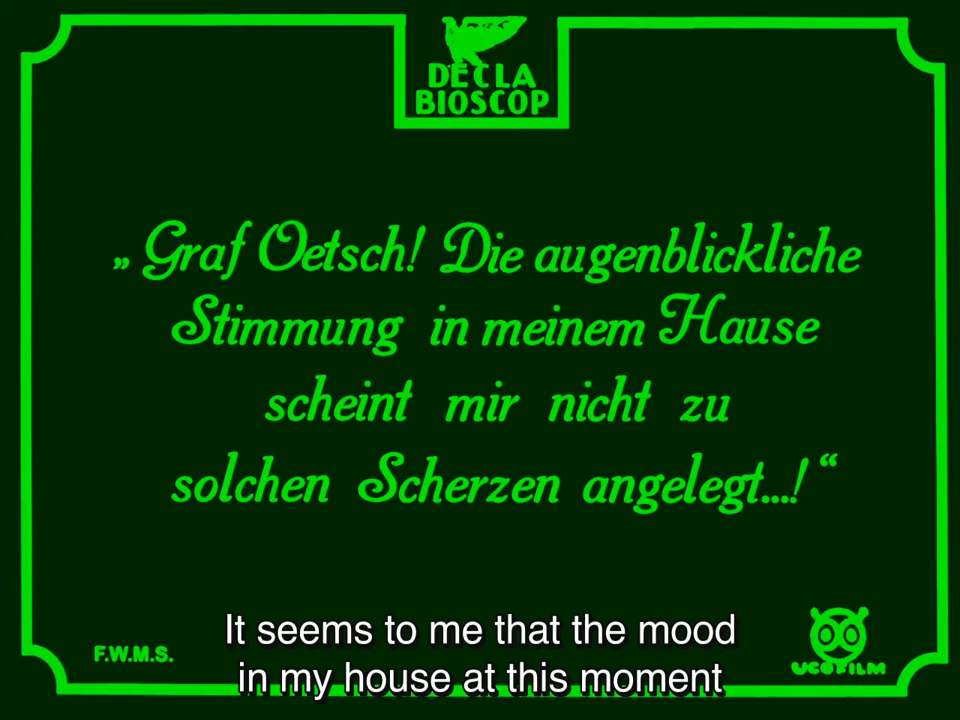 DECLA
BIOSCOP
„Graf Oetsch! Die augenblickliche
Stimmung in meinem Hause
scheint mir nicht zu
solchen Scherzen angelegt...!“
It seems to me that the mood
in my house at this moment
F.W.M.S.
UCOFILM